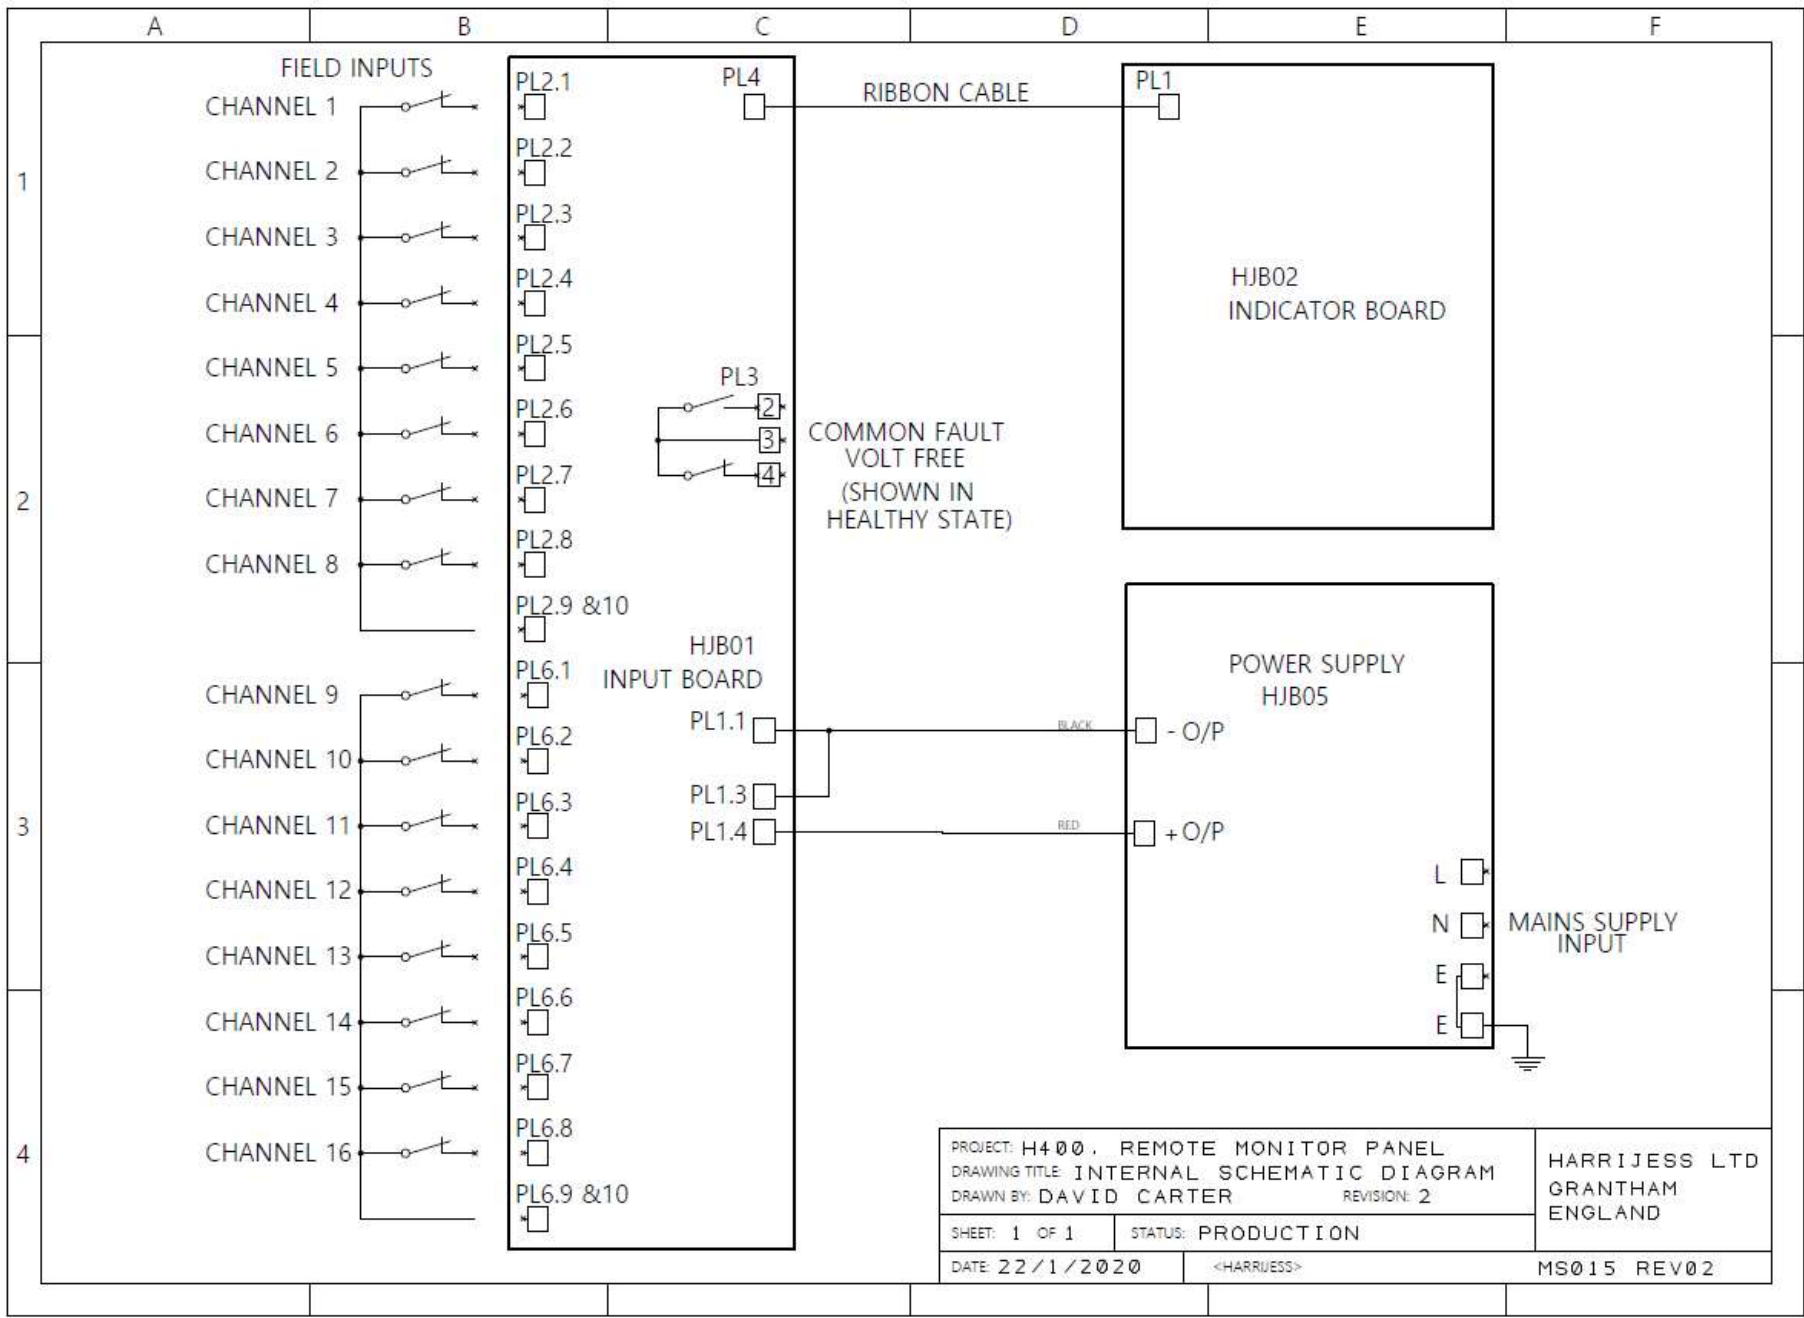 A B C D E F
1
2
3
4
FIELD INPUTS
CHANNEL 1
CHANNEL 2
CHANNEL 3
CHANNEL 4
CHANNEL 5
CHANNEL 6
CHANNEL 7
CHANNEL 8
CHANNEL 9
CHANNEL 10
CHANNEL 11
CHANNEL 12
CHANNEL 13
CHANNEL 14
CHANNEL 15
CHANNEL 16
PL2.1
PL2.2
PL2.3
PL2.4
PL2.5
PL2.6
PL2.7
PL2.8
PL2.9 &10
PL6.1
PL6.2
PL6.3
PL6.4
PL6.5
PL6.6
PL6.7
PL6.8
PL6.9 &10
PL4
RIBBON CABLE
PL1
HJB02
INDICATOR BOARD
PL3
2
3
4
COMMON FAULT
VOLT FREE
(SHOWN IN
HEALTHY STATE)
HJB01
INPUT BOARD
PL1.1
PL1.3
PL1.4
BLACK
RED
POWER SUPPLY
HJB05
- O/P
+ O/P
L
N
E
E
MAINS SUPPLY
INPUT
PROJECT: H400. REMOTE MONITOR PANEL
DRAWING TITLE: INTERNAL SCHEMATIC DIAGRAM
DRAWN BY: DAVID CARTER REVISION: 2
SHEET: 1 OF 1 STATUS: PRODUCTION
DATE: 22/1/2020 <HARRIJESS>
HARRIJESS LTD
GRANTHAM
ENGLAND
MS015 REV02